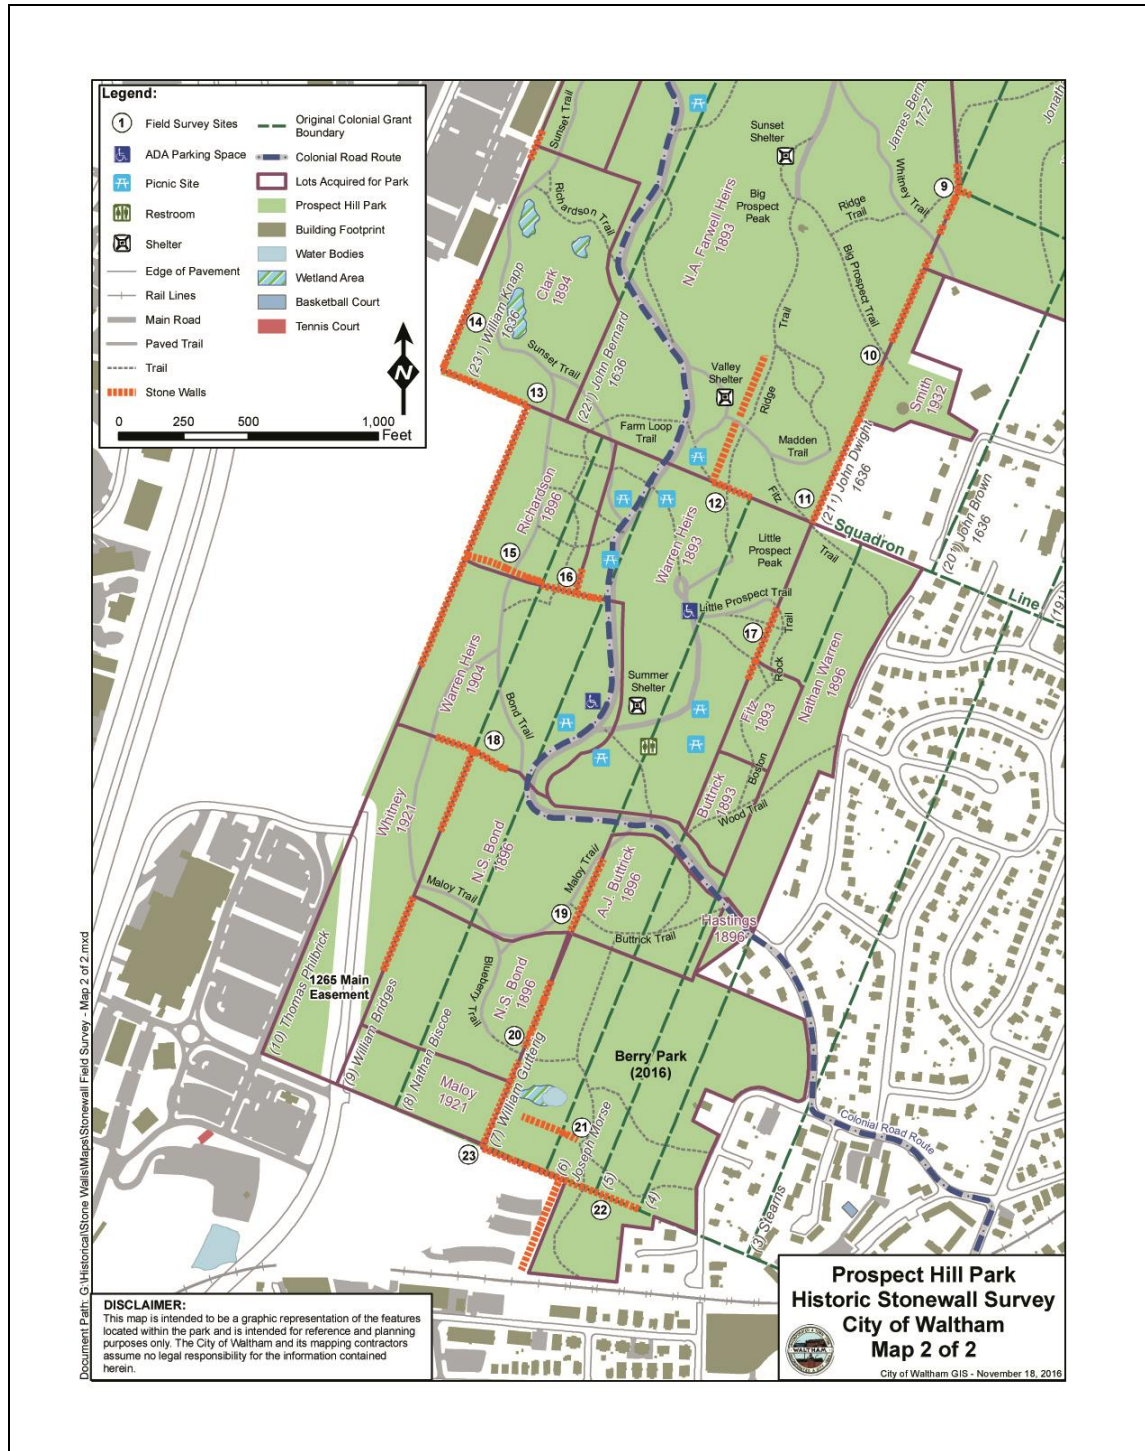 Legend:
1 Field Survey Sites
ADA Parking Space
Picnic Site
Restroom
Shelter
Edge of Pavement
Rail Lines
Main Road
Paved Trail
Trail
Stone Walls
Original Colonial Grant
Boundary
Colonial Road Route
Lots Acquired for Park
Prospect Hill Park
Building Footprint
Water Bodies
Wetland Area
Basketball Court
Tennis Court
N
0 250 500 1,000
Feet
Sunset Trail
Sunset
Shelter
James Berna
1727
Jonath
Whitney Trail
9
Richardson Trail
Big
Prospect
Peak
Ridge
Trail
N.A. Farwell Heirs
1893
Big Prospect Trail
Clark
1894
(23¹) William Knapp
1636
14
Sunset Trail
(22¹) John Bernard
1636
Trail
10
Valley
Shelter
Smith
1932
13
Ridge
Farm Loop
Trail
Madden
Trail
(21¹) John Dwight
1636
Fitz
11
12
(20¹) John Brown
1636
Richardson
1896
Squadron
Warren Heirs
1893
Little
Prospect
Peak
Trail
15
16
Line
(191)
Little Prospect Trail
17
Trail
Rock
Nathan Warren
1896
Warren Heirs
1904
Summer
Shelter
Fitz
1893
Bond Trail
18
Boston
Buttrick
1893
Wood Trail
Whitney
1921
N.S. Bond
1896
Maloy Trail
A.J. Buttrick
1896
Maloy Trail
19
Hastings
1896
Buttrick Trail
(10) Thomas Philbrick
1265 Main
Easement
Blueberry
Trail
N.S. Bond
1896
(9) William Bridges
20
(8) Nathan Biscoe
Berry Park
(2016)
(7) William Gutteng
Maloy
1921
21
Colonial Road
Route
23
(6)
Joseph Morse
(5)
(4)
22
(3) Stearns
Document Path: G:\Historical\Stone Walls\Maps\Stonewall Field Survey - Map 2 of 2.mxd
DISCLAIMER:
This map is intended to be a graphic representation of the features
located within the park and is intended for reference and planning
purposes only. The City of Waltham and its mapping contractors
assume no legal responsibility for the information contained
herein.
Prospect Hill Park
Historic Stonewall Survey
City of Waltham
Map 2 of 2
WALTHAM
City of Waltham GIS - November 18, 2016